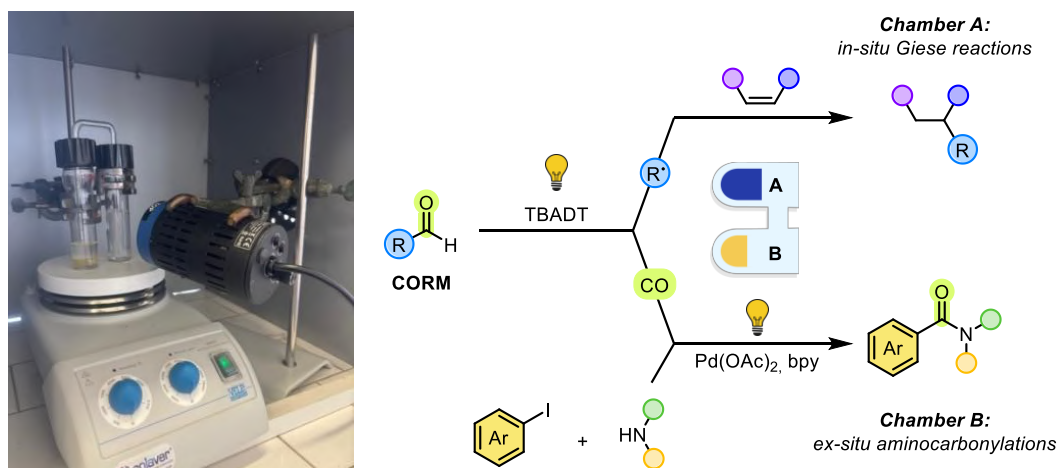 Chamber A:
in-situ Giese reactions
R
R•
TBADT
O
R
H
CORM
A
B
CO
Pd(OAc)2, bpy
O
N
Ar
I
Ar
+
HN
Chamber B:
ex-situ aminocarbonylations